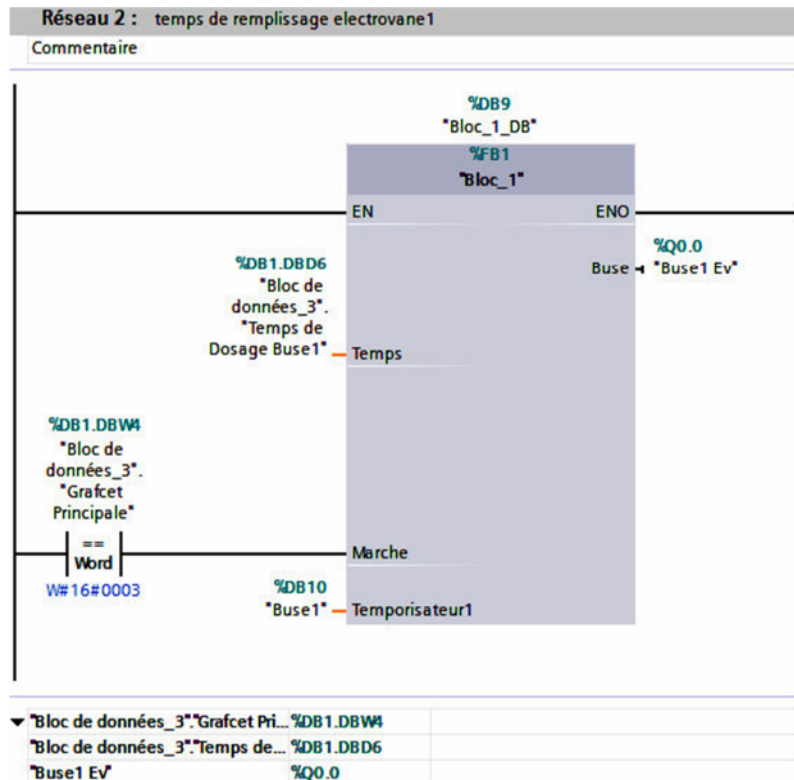 Réseau 2 : temps de remplissage electrovane1
Commentaire
%DB9
"Bloc_1_DB"
%FB1
"Bloc_1"
EN ENO
%DB1.DBD6
"Bloc de
données_3".
"Temps de
Dosage Buse1"
Temps
%Q0.0
Buse "Buse1 Ev"
%DB1.DBW4
"Bloc de
données_3".
"Grafcet
Principale"
==
Word
W#16#0003
Marche
%DB10
"Buse1"
Temporisateur1
"Bloc de données_3"."Grafcet Pri... %DB1.DBW4
"Bloc de données_3"."Temps de... %DB1.DBD6
"Buse1 Ev" %Q0.0